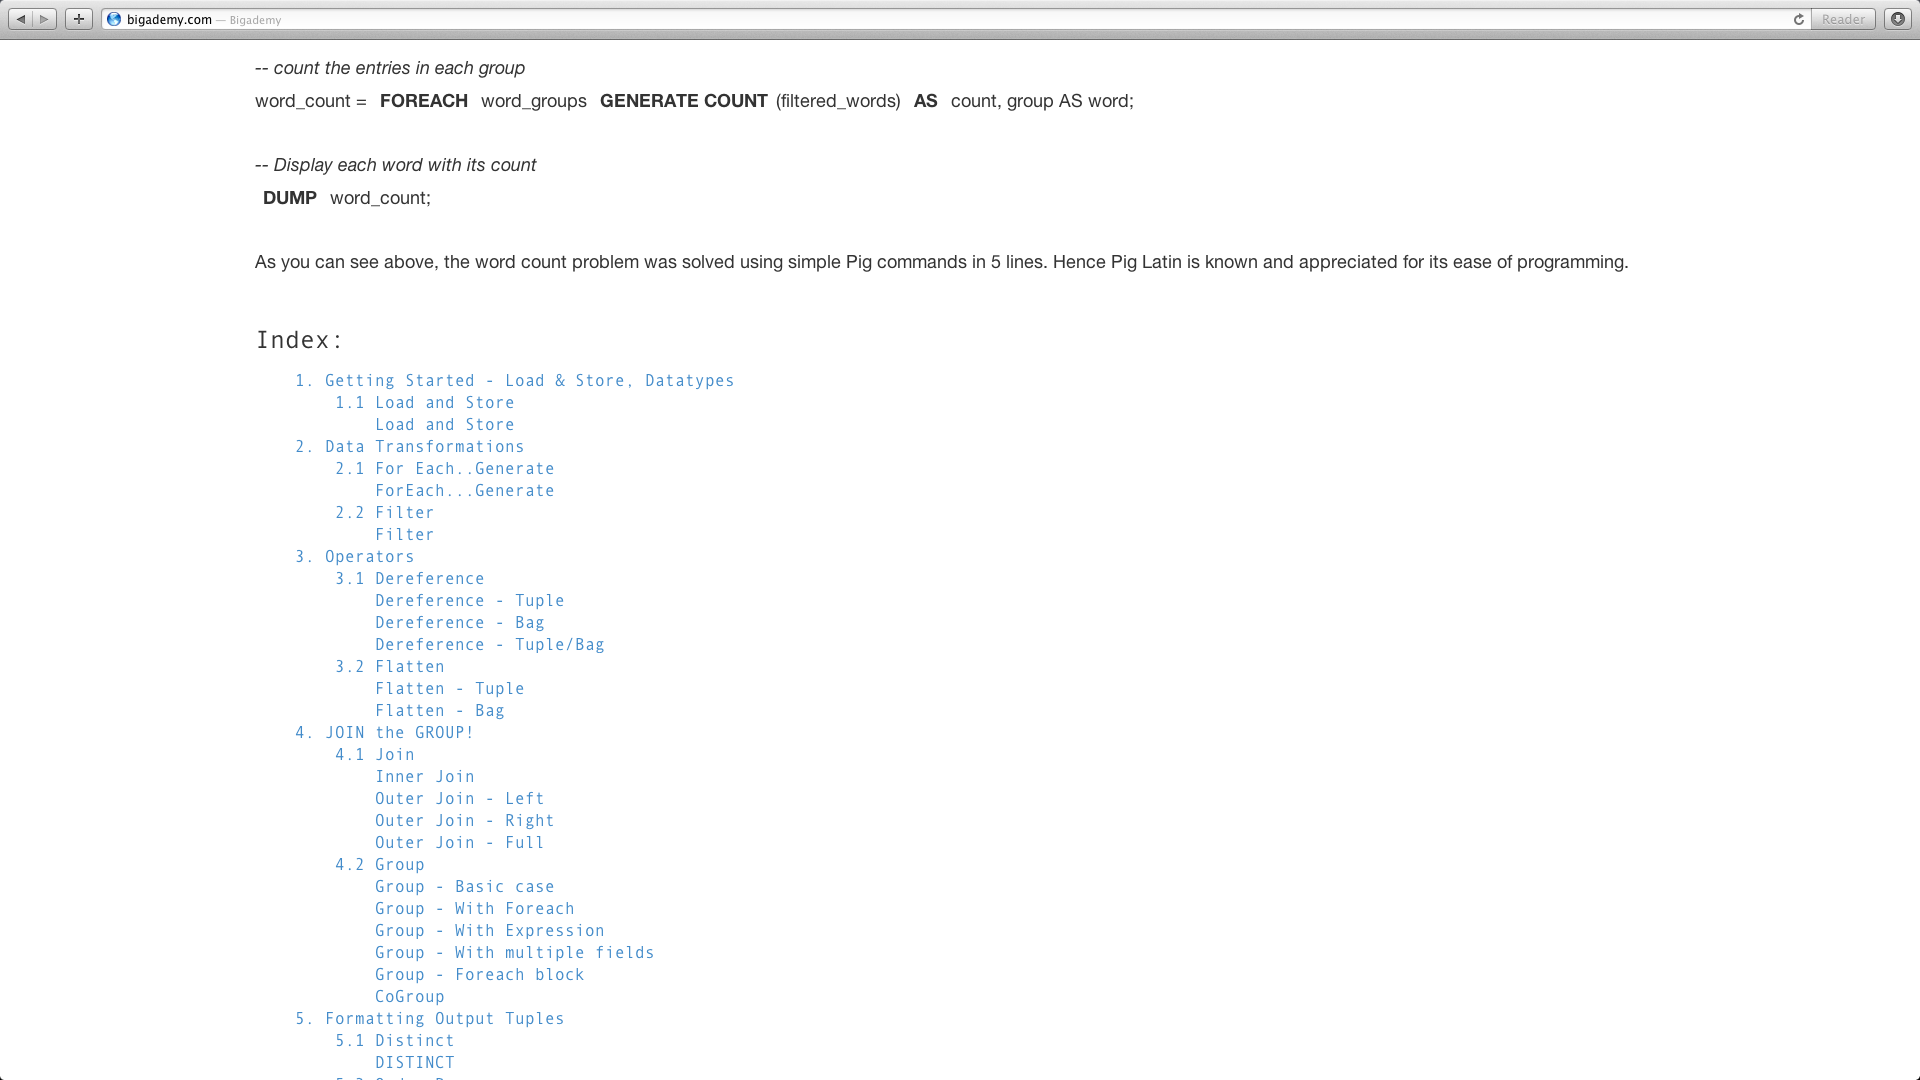 bigademy.com — Bigademy
Reader
-- count the entries in each group
word_count = FOREACH word_groups GENERATE COUNT (filtered_words) AS count, group AS word;
-- Display each word with its count
DUMP word_count;
As you can see above, the word count problem was solved using simple Pig commands in 5 lines. Hence Pig Latin is known and appreciated for its ease of programming.
Index:
1. Getting Started - Load & Store, Datatypes
1.1 Load and Store
Load and Store
2. Data Transformations
2.1 For Each..Generate
ForEach...Generate
2.2 Filter
Filter
3. Operators
3.1 Dereference
Dereference - Tuple
Dereference - Bag
Dereference - Tuple/Bag
3.2 Flatten
Flatten - Tuple
Flatten - Bag
4. JOIN the GROUP!
4.1 Join
Inner Join
Outer Join - Left
Outer Join - Right
Outer Join - Full
4.2 Group
Group - Basic case
Group - With Foreach
Group - With Expression
Group - With multiple fields
Group - Foreach block
CoGroup
5. Formatting Output Tuples
5.1 Distinct
DISTINCT